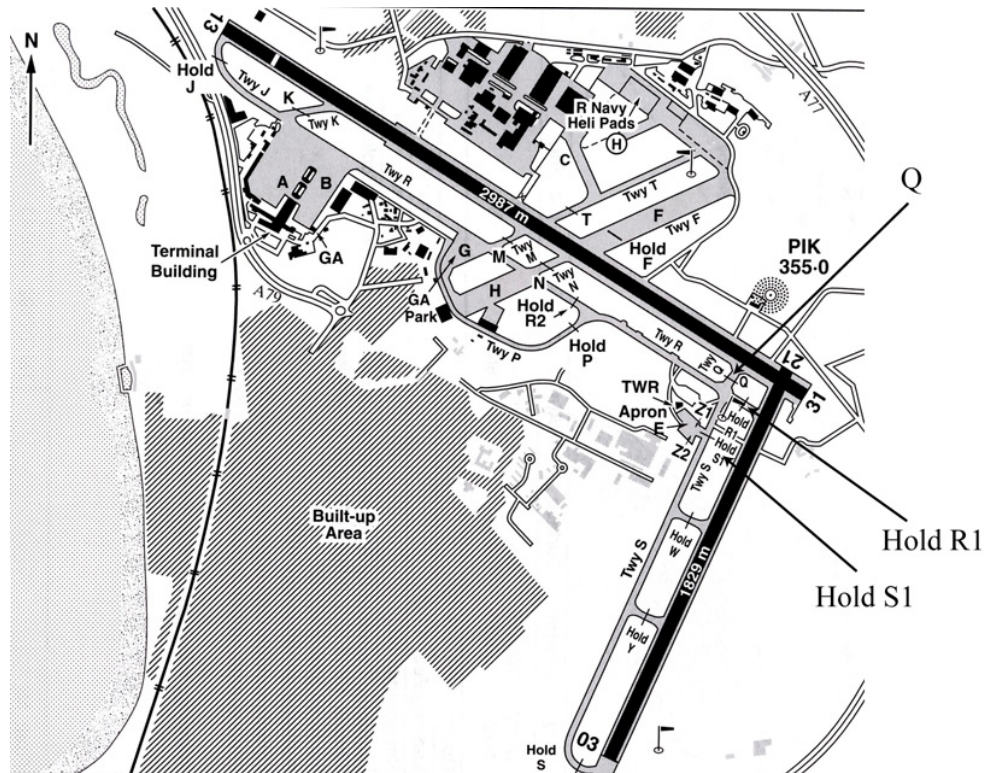 N
13
Hold
J
Twy J
K
Twy K
A
B
Twy R
Terminal
Building
GA
A79
GA
Park
G
M
Twy
M
H
N
Twy
N
Hold
R2
Twy P
Hold
P
2987 m
R Navy
Heli Pads
H
C
T
Twy T
F
Twy F
Hold
F
A77
Q
PIK
355·0
Twy R
Twy
Q
Q
21
31
TWR
Apron
E
Z1
Z2
Hold
R1
Hold
S1
Twy S
Hold R1
Hold S1
Built-up
Area
Twy S
Hold
W
1829 m
Hold
Y
03
Hold
S